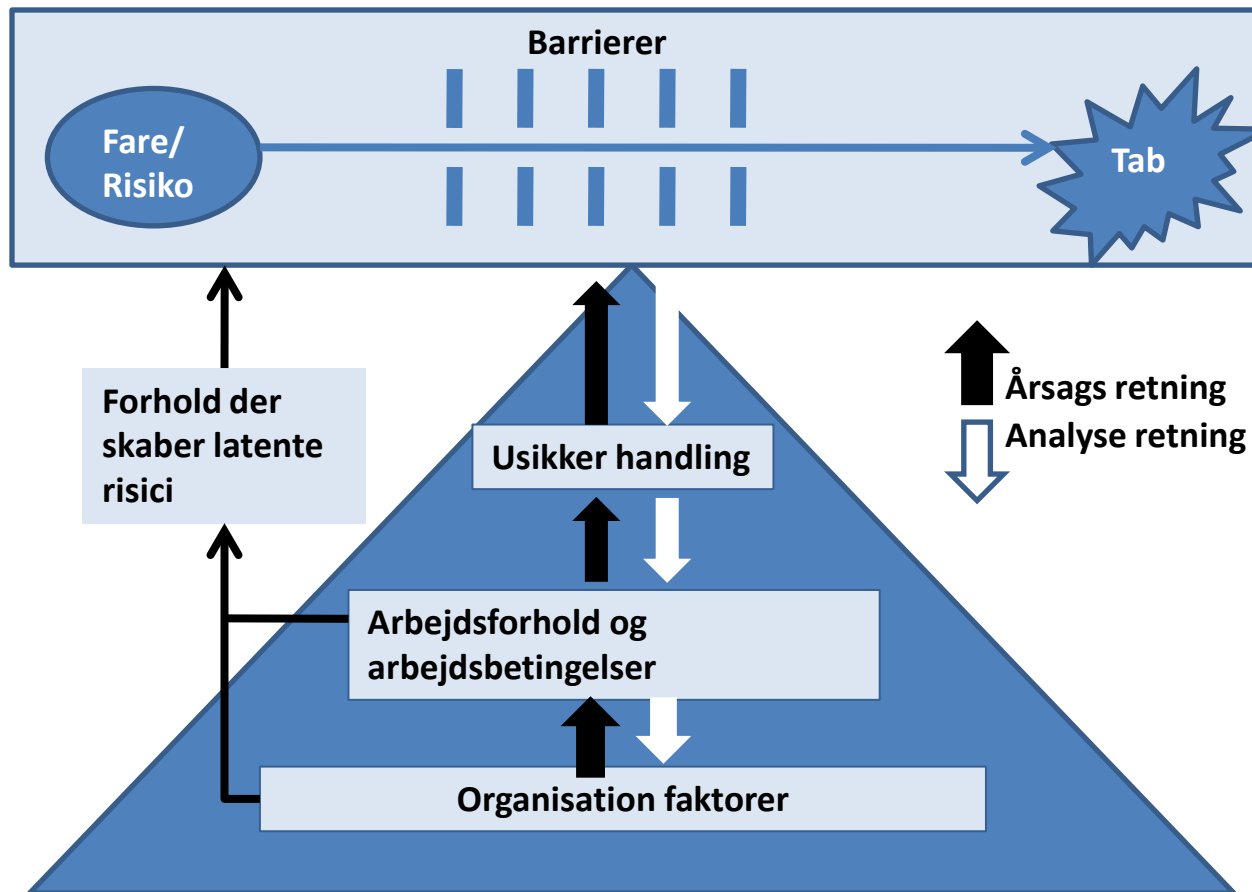 Barrierer
Fare/
Risiko
Tab
Forhold der
skaber latente
risici
Årsags retning
Analyse retning
Usikker handling
Arbejdsforhold og
arbejdsbetingelser
Organisation faktorer